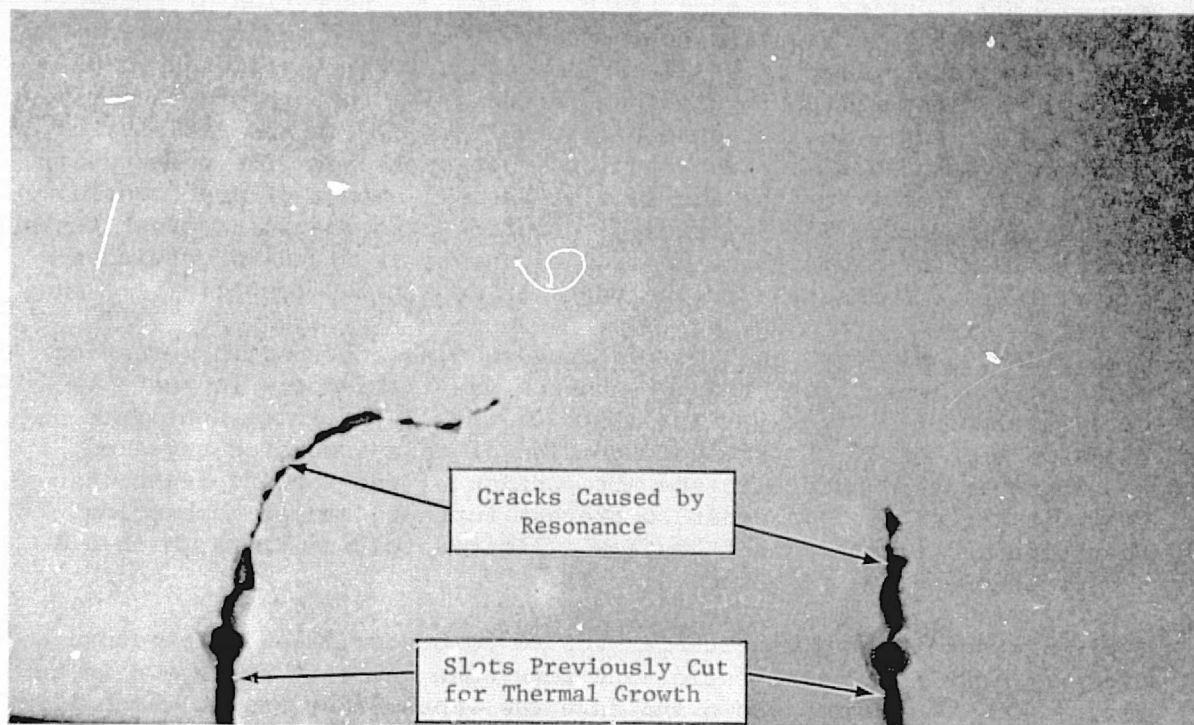 Cracks Caused by
Resonance
Slots Previously Cut
for Thermal Growth